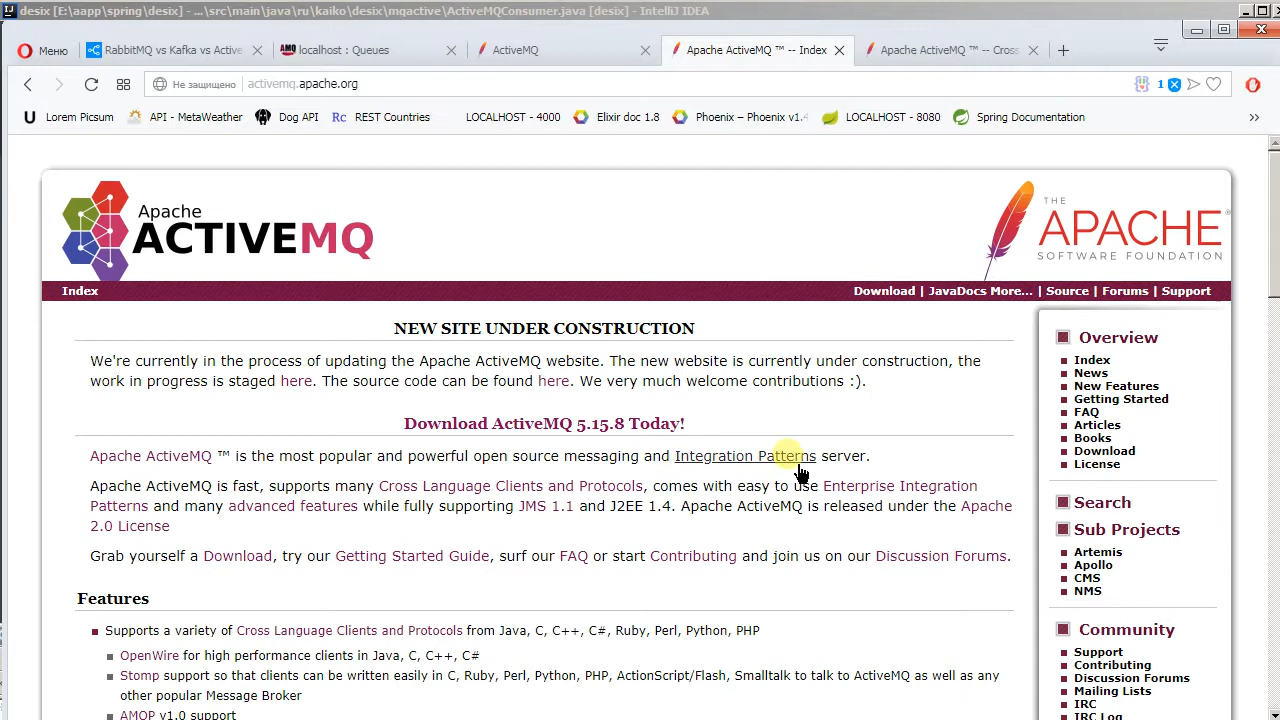 desix [E:\aapp\spring\desix] - ...\src\main\java\ru\kaiko\desix\mqactive\ActiveMQConsumer.java [desix] - IntelliJ IDEA
Меню
RabbitMQ vs Kafka vs Active
AMQ localhost : Queues
ActiveMQ
Apache ActiveMQ ™ -- Index
Apache ActiveMQ ™ -- Cross
Не защищено activemq.apache.org
1
U Lorem Picsum
API - MetaWeather
Dog API
Rc REST Countries
LOCALHOST - 4000
Elixir doc 1.8
Phoenix – Phoenix v1.4
LOCALHOST - 8080
Spring Documentation
Apache
ACTIVEMQ
THE
APACHE®
SOFTWARE FOUNDATION
Index
Download | JavaDocs More... | Source | Forums | Support
NEW SITE UNDER CONSTRUCTION
We're currently in the process of updating the Apache ActiveMQ website. The new website is currently under construction, the
work in progress is staged here. The source code can be found here. We very much welcome contributions :).
Download ActiveMQ 5.15.8 Today!
Apache ActiveMQ ™ is the most popular and powerful open source messaging and Integration Patterns server.
Apache ActiveMQ is fast, supports many Cross Language Clients and Protocols, comes with easy to use Enterprise Integration
Patterns and many advanced features while fully supporting JMS 1.1 and J2EE 1.4. Apache ActiveMQ is released under the Apache
2.0 License
Grab yourself a Download, try our Getting Started Guide, surf our FAQ or start Contributing and join us on our Discussion Forums.
Features
Supports a variety of Cross Language Clients and Protocols from Java, C, C++, C#, Ruby, Perl, Python, PHP
OpenWire for high performance clients in Java, C, C++, C#
Stomp support so that clients can be written easily in C, Ruby, Perl, Python, PHP, ActionScript/Flash, Smalltalk to talk to ActiveMQ as well as any
other popular Message Broker
AMQP v1.0 support
Overview
Index
News
New Features
Getting Started
FAQ
Articles
Books
Download
License
Search
Sub Projects
Artemis
Apollo
CMS
NMS
Community
Support
Contributing
Discussion Forums
Mailing Lists
IRC
IRC Log